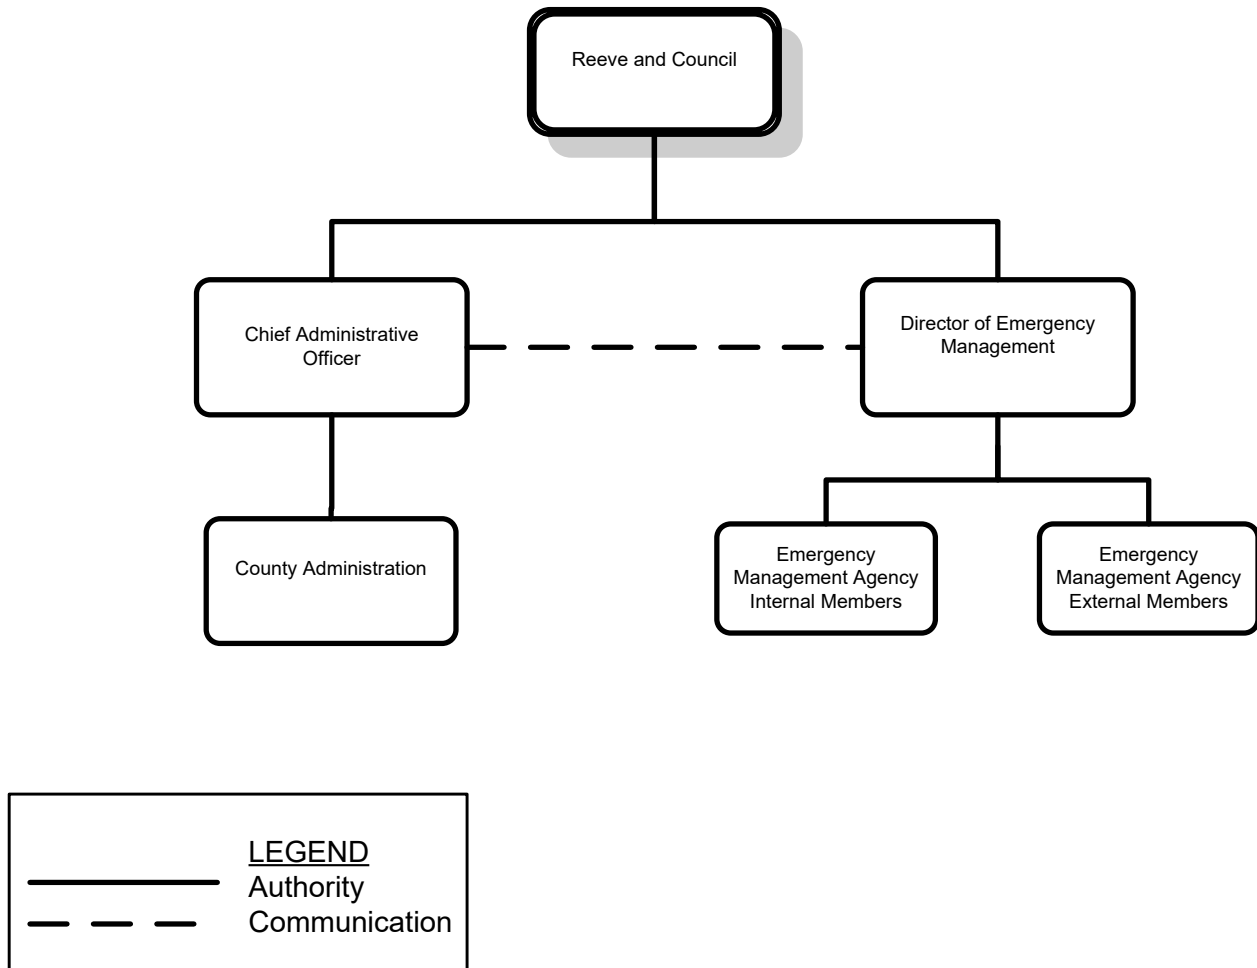 Reeve and Council
Chief Administrative
Officer
Director of Emergency
Management
County Administration
Emergency
Management Agency
Internal Members
Emergency
Management Agency
External Members
LEGEND
Authority
Communication